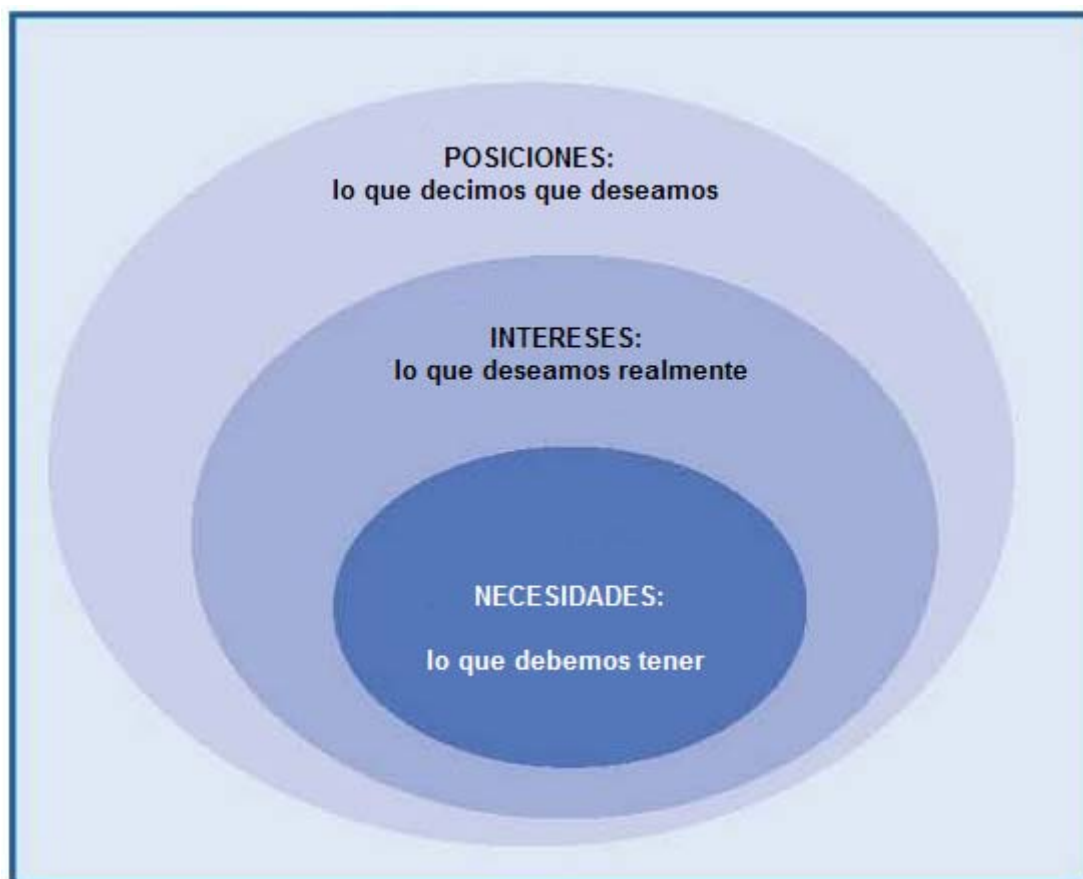 POSICIONES:
lo que decimos que deseamos
INTERESES:
lo que deseamos realmente
NECESIDADES:
lo que debemos tener